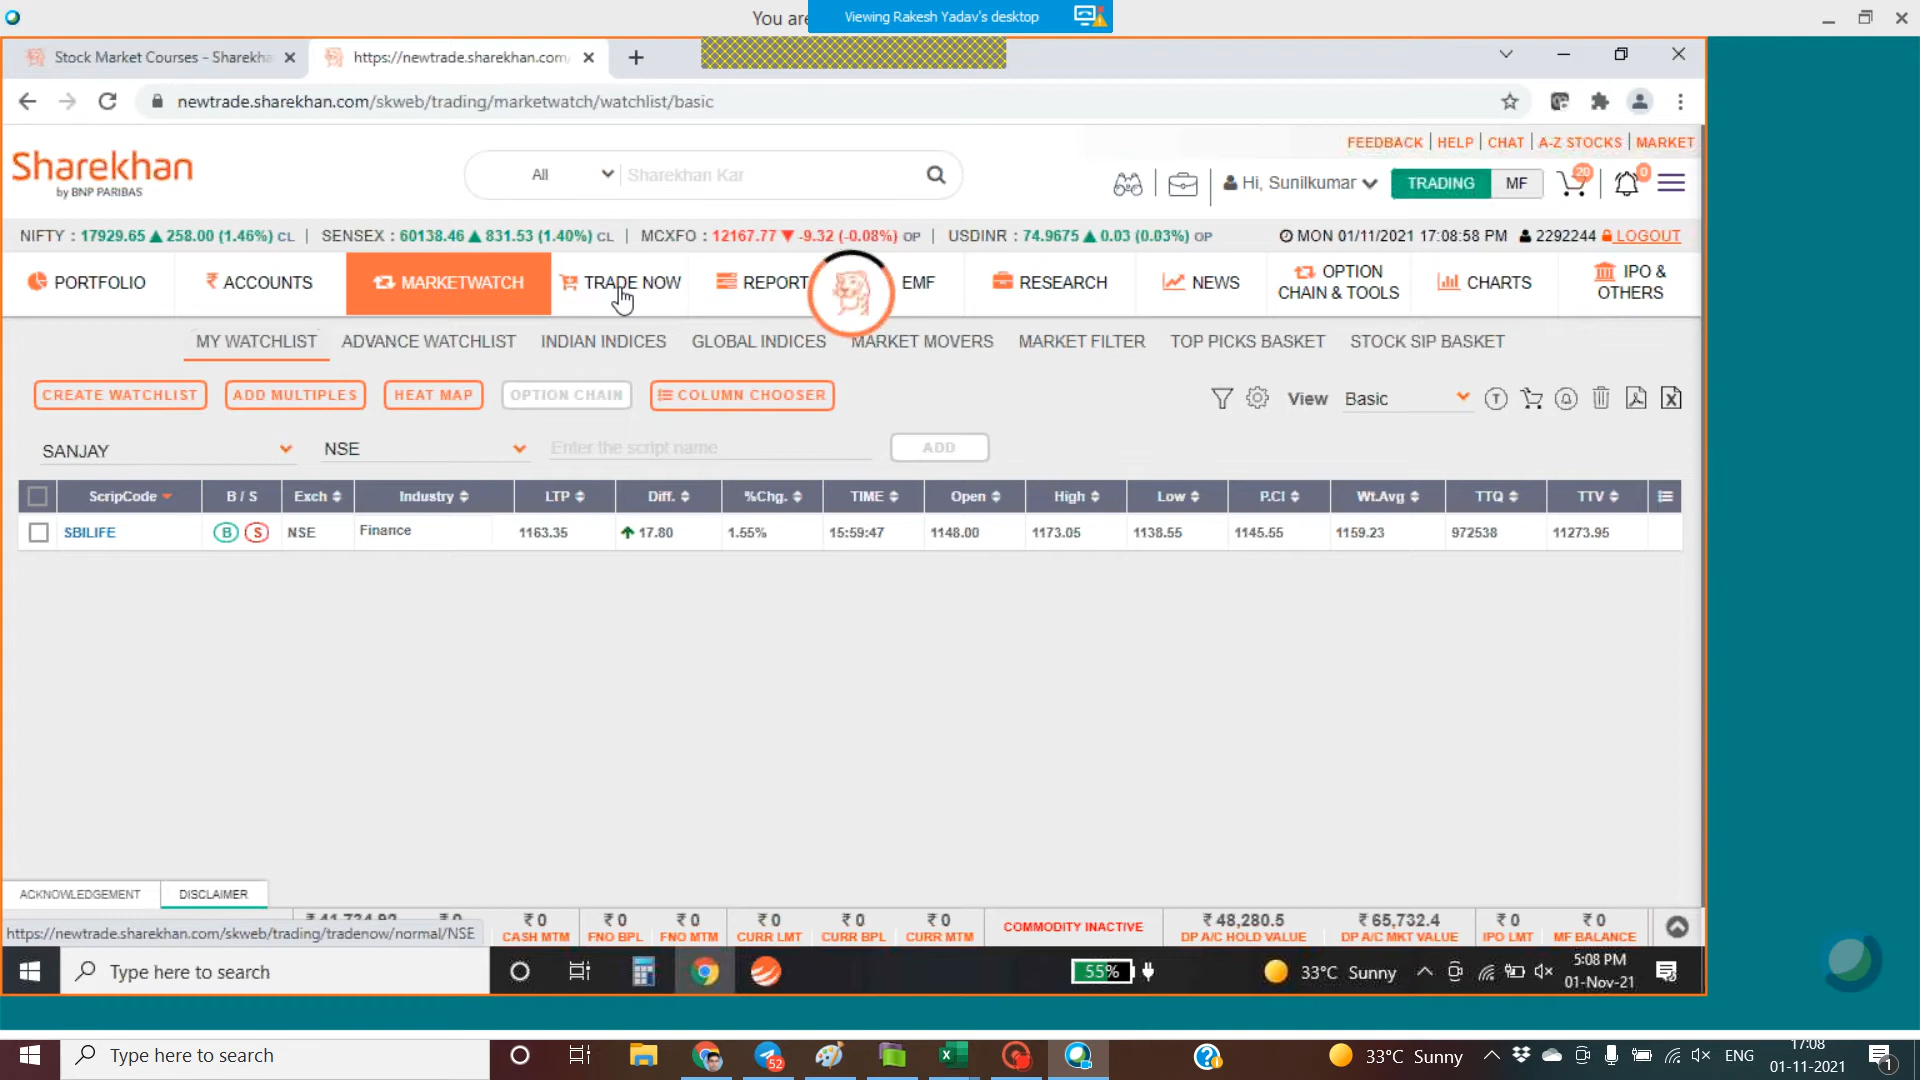 You are
Viewing Rakesh Yadav's desktop
Stock Market Courses - Sharekha
https://newtrade.sharekhan.com/
newtrade.sharekhan.com/skweb/trading/marketwatch/watchlist/basic
FEEDBACK | HELP | CHAT | A-Z STOCKS | MARKET
Sharekhan
by BNP PARIBAS
All
Sharekhan Kar
Hi, Sunilkumar
TRADING MF
20
0
NIFTY : 17929.65 ▲ 258.00 (1.46%) CL | SENSEX : 60138.46 ▲ 831.53 (1.40%) CL | MCXFO : 12167.77 ▼ -9.32 (-0.08%) OP | USDINR : 74.9675 ▲ 0.03 (0.03%) OP
MON 01/11/2021 17:08:58 PM 2292244 LOGOUT
PORTFOLIO ₹ ACCOUNTS MARKETWATCH TRADE NOW REPORT EMF RESEARCH NEWS OPTION CHAIN & TOOLS CHARTS IPO & OTHERS
MY WATCHLIST ADVANCE WATCHLIST INDIAN INDICES GLOBAL INDICES MARKET MOVERS MARKET FILTER TOP PICKS BASKET STOCK SIP BASKET
CREATE WATCHLIST ADD MULTIPLES HEAT MAP OPTION CHAIN COLUMN CHOOSER
View Basic T
SANJAY NSE Enter the script name ADD
ScripCode B / S Exch Industry LTP Diff. %Chg. TIME Open High Low P.Cl Wt.Avg TTQ TTV
SBILIFE B S NSE Finance 1163.35 17.80 1.55% 15:59:47 1148.00 1173.05 1138.55 1145.55 1159.23 972538 11273.95
ACKNOWLEDGEMENT DISCLAIMER
₹ 0 ₹ 0 ₹ 0 ₹ 0 ₹ 0 ₹ 0 ₹ 48,280.5 ₹ 65,732.4 ₹ 0 ₹ 0
CASH MTM FNO BPL FNO MTM CURR LMT CURR BPL CURR MTM COMMODITY INACTIVE DP A/C HOLD VALUE DP A/C MKT VALUE IPO LMT MF BALANCE
https://newtrade.sharekhan.com/skweb/trading/tradenow/normal/NSE
Type here to search
55%
33°C Sunny
5:08 PM
01-Nov-21
Type here to search
52
33°C Sunny
ENG
17:08
01-11-2021
1